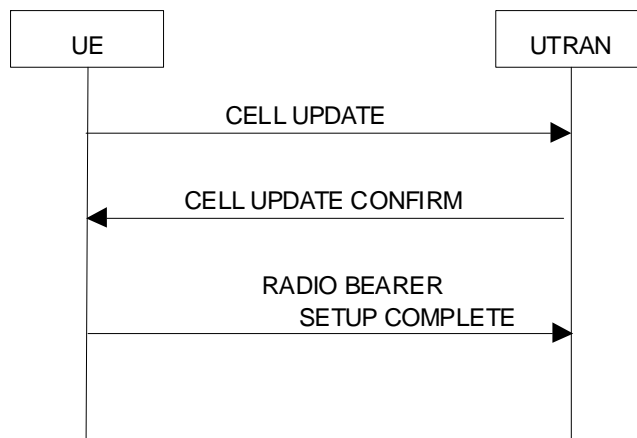 UE
UTRAN
CELL UPDATE
CELL UPDATE CONFIRM
RADIO BEARER
SETUP COMPLETE